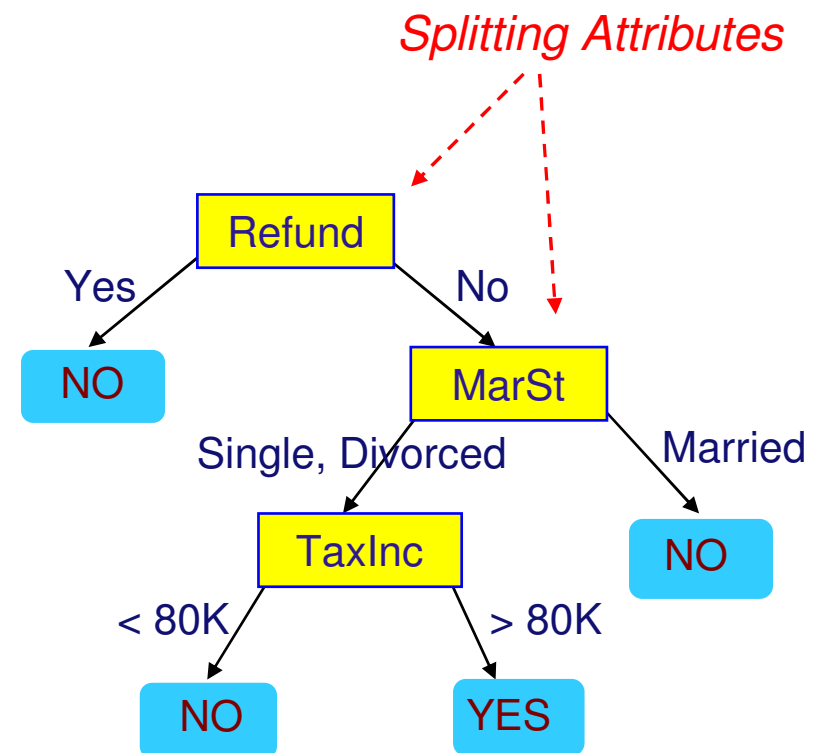 Splitting Attributes
Refund
Yes
No
NO
MarSt
Single, Divorced
Married
TaxInc
NO
< 80K
> 80K
NO
YES